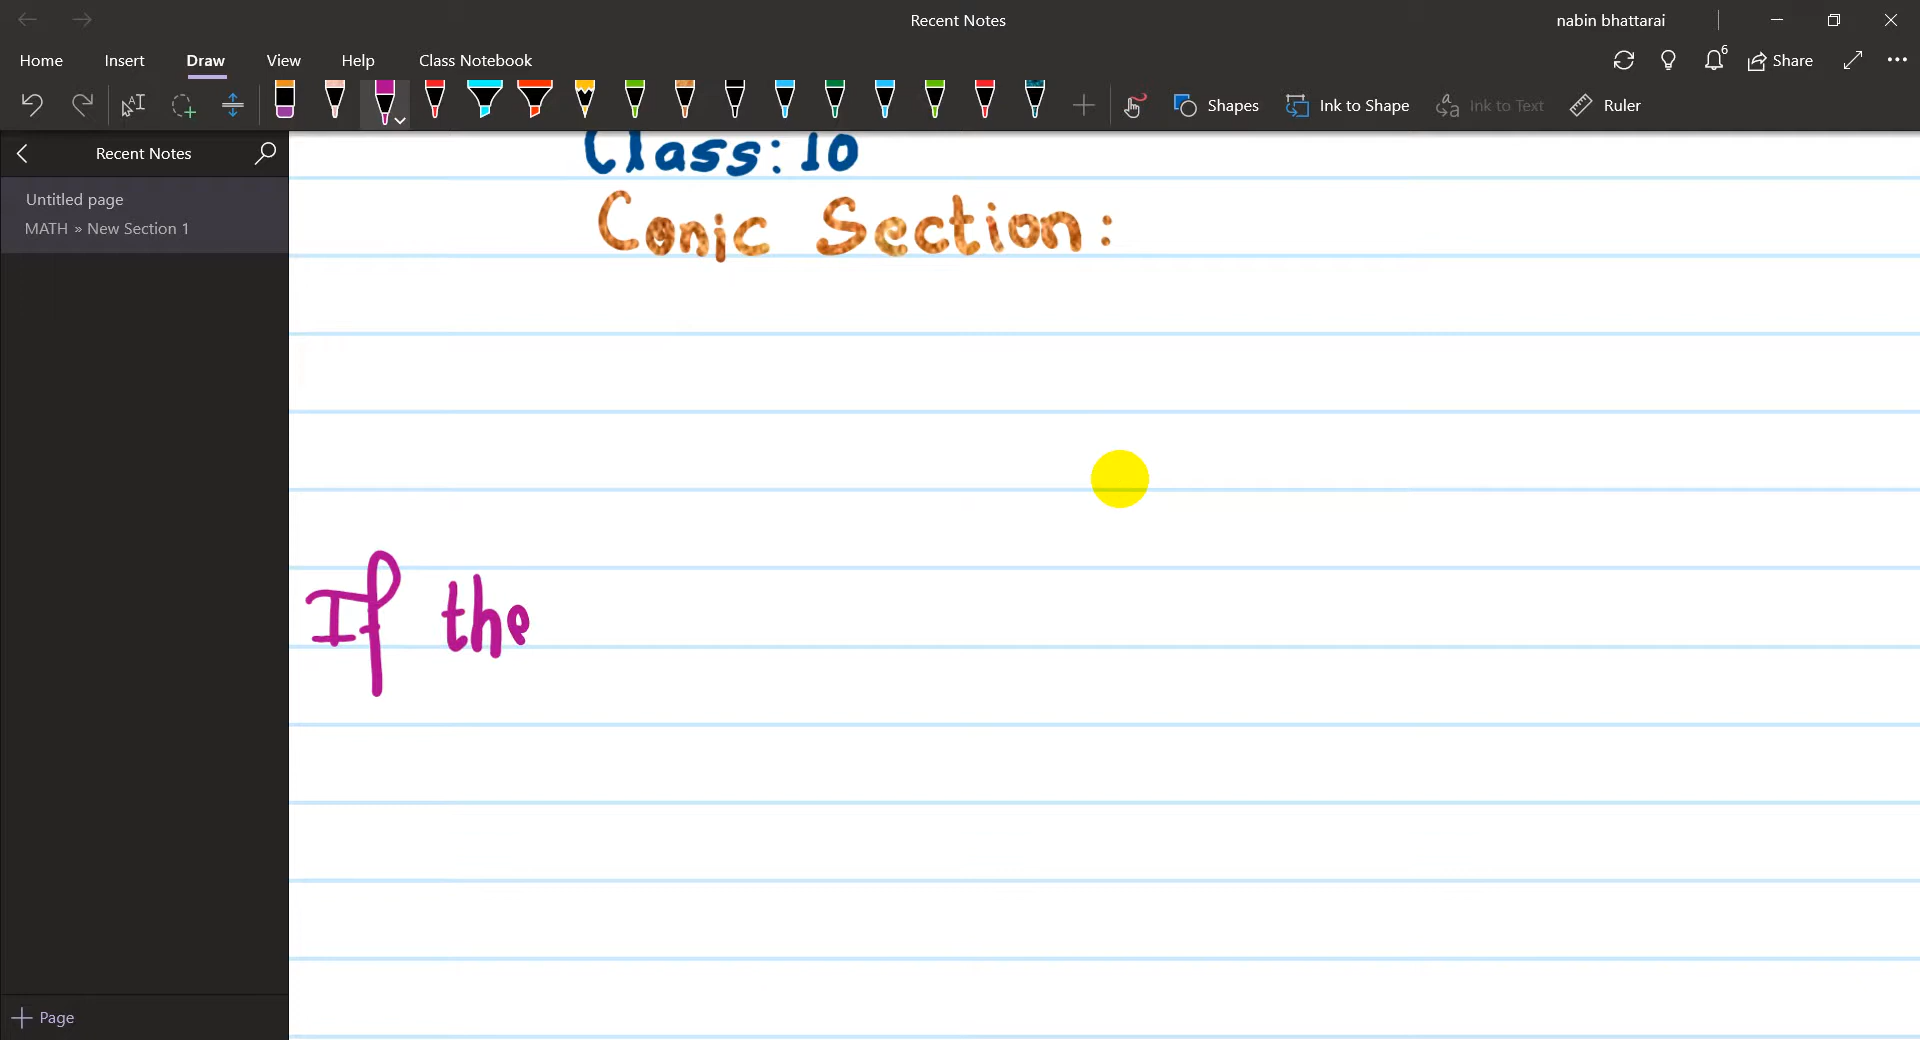 Recent Notes
nabin bhattarai
Home Insert Draw View Help Class Notebook
6
Share
Shapes
Ink to Shape
Ink to Text
Ruler
Recent Notes
Untitled page
MATH » New Section 1
Class: 10
Conic Section:
If the
Page